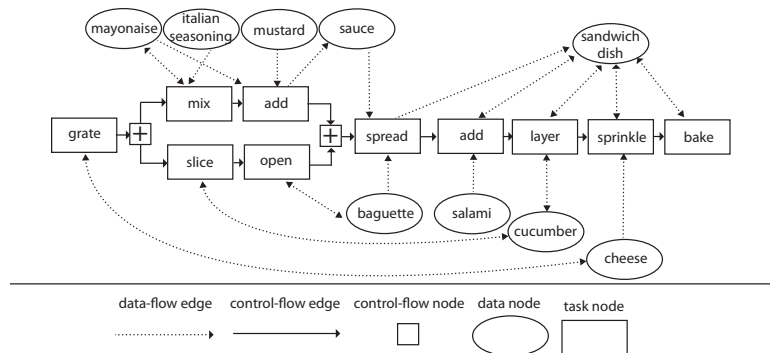 mayonaise
italian
seasoning
mustard
sauce
sandwich
dish
mix
add
grate
+
+
spread
add
layer
sprinkle
bake
slice
open
baguette
salami
cucumber
cheese
data-flow edge
control-flow edge
control-flow node
data node
task node